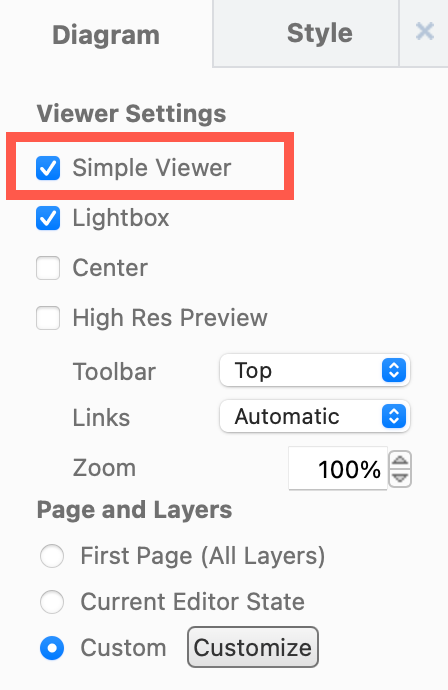 Diagram Style ×
Viewer Settings
Simple Viewer
Lightbox
Center
High Res Preview
Toolbar Top
Links Automatic
Zoom 100%
Page and Layers
First Page (All Layers)
Current Editor State
Custom Customize